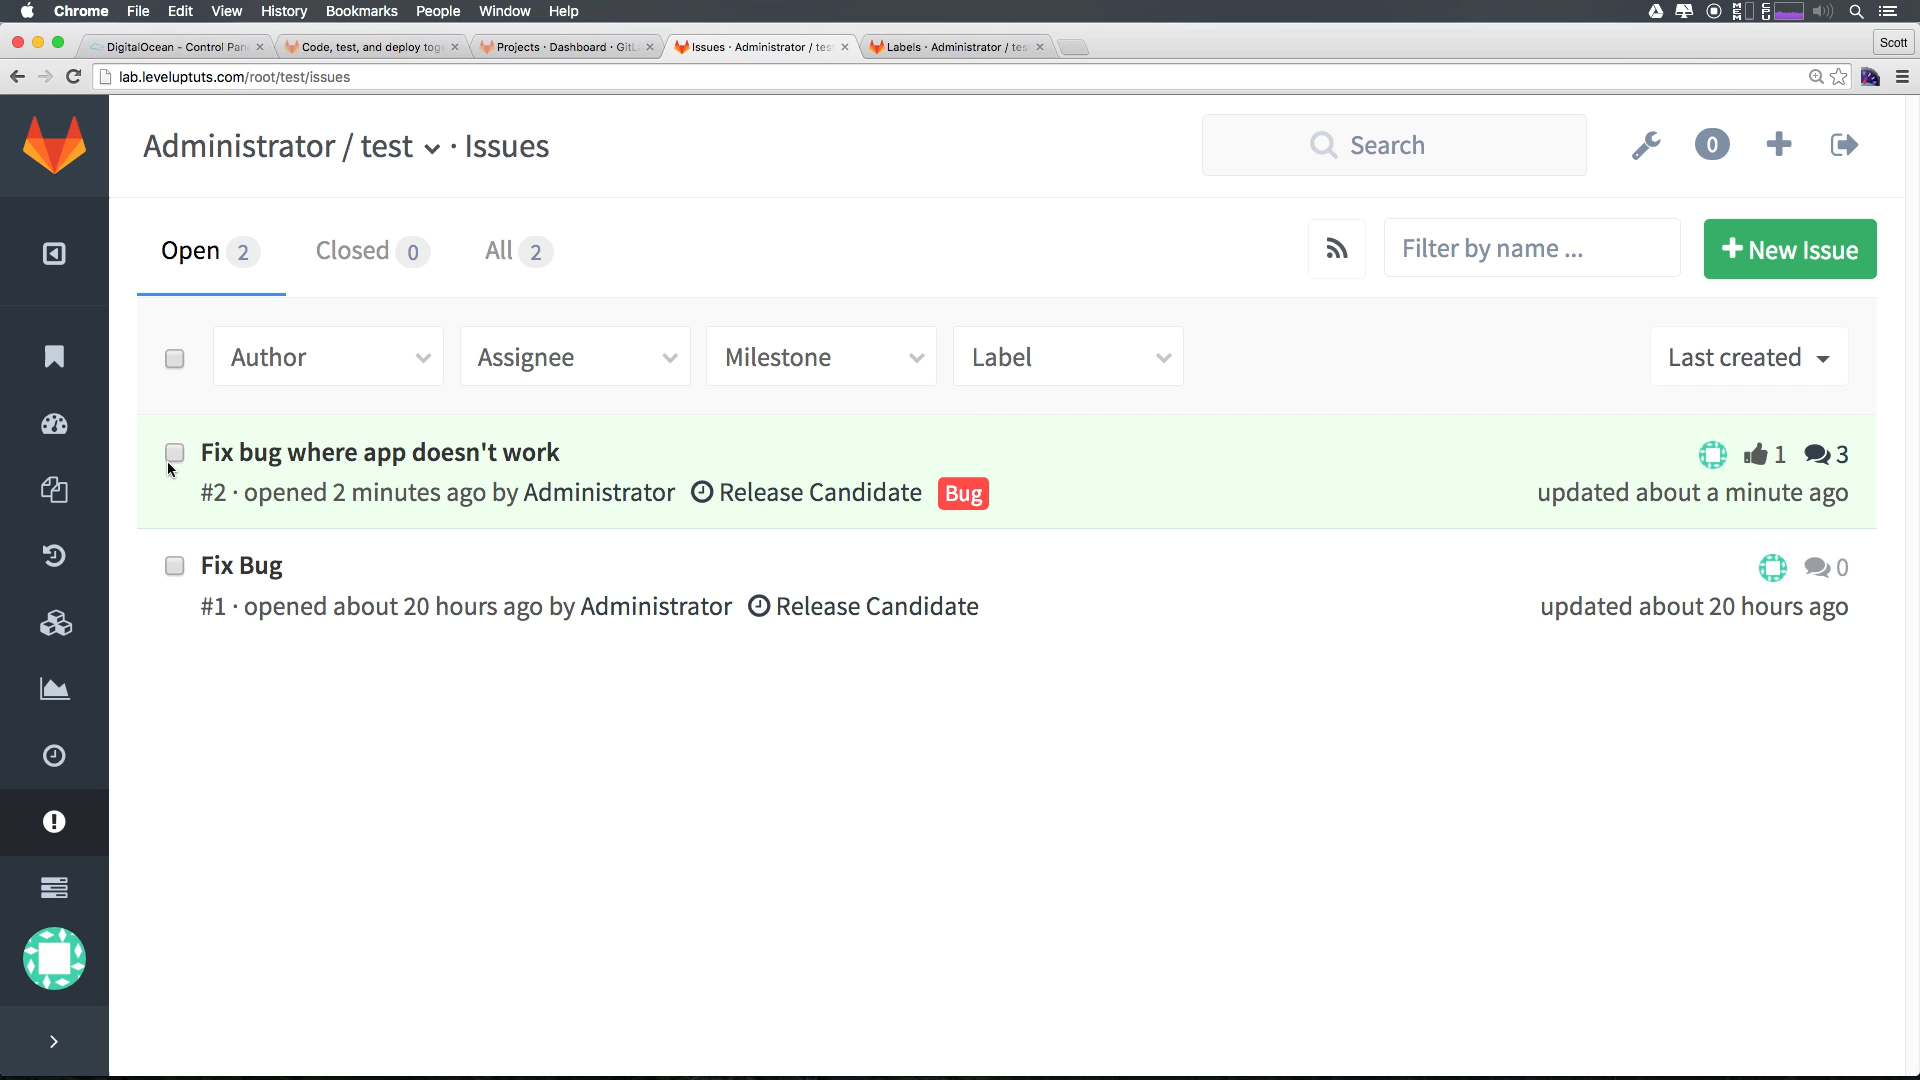 Chrome File Edit View History Bookmarks People Window Help
DigitalOcean - Control Pan Code, test, and deploy tog Projects · Dashboard · GitL Issues · Administrator / tes Labels · Administrator / tes Scott
lab.leveluptuts.com/root/test/issues
Administrator / test · Issues Search 0
Open 2 Closed 0 All 2 Filter by name ... New Issue
Author Assignee Milestone Label Last created
Fix bug where app doesn't work 1 3
#2 · opened 2 minutes ago by Administrator Release Candidate Bug updated about a minute ago
Fix Bug 0
#1 · opened about 20 hours ago by Administrator Release Candidate updated about 20 hours ago